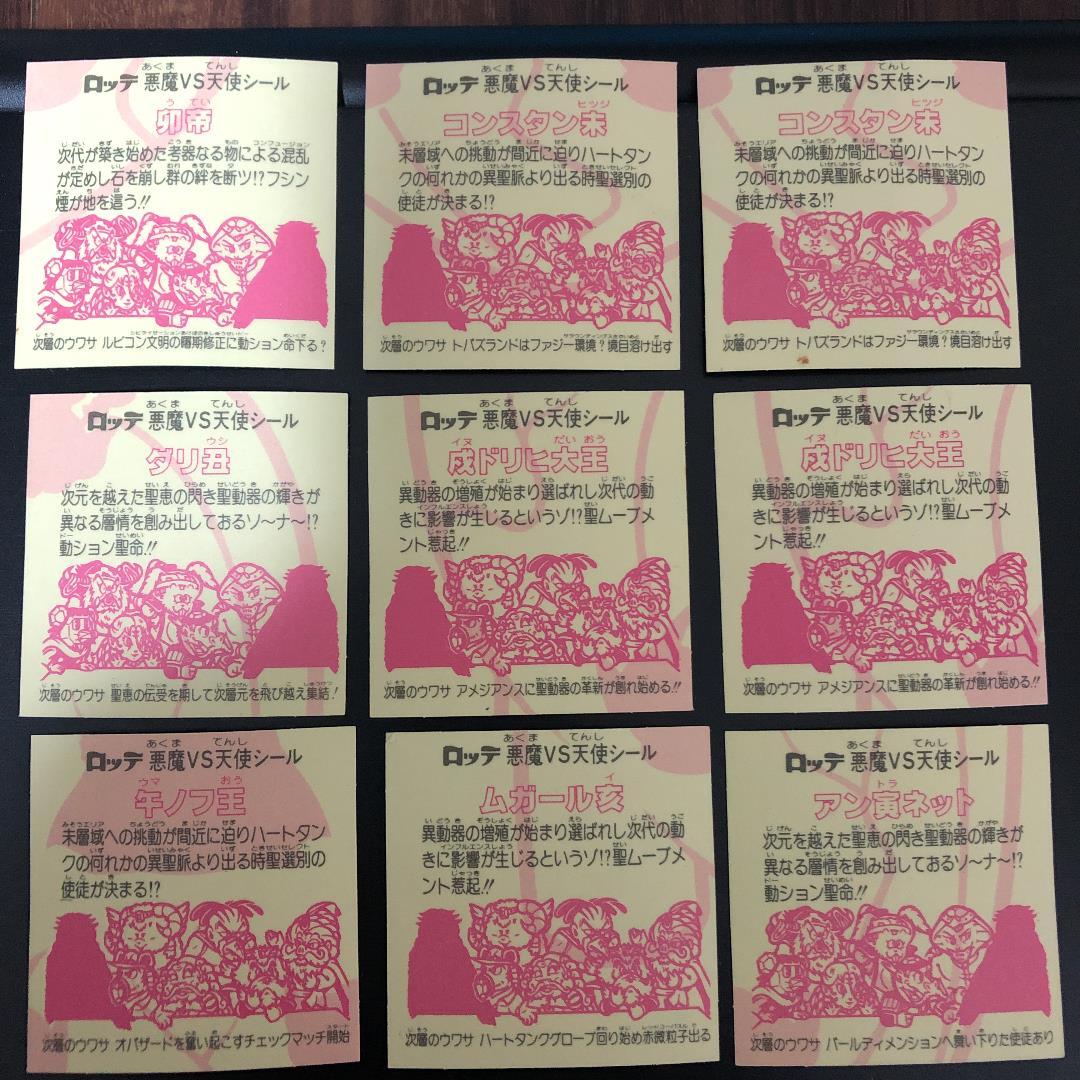 ロッテ 悪魔VS天使シール
卯帝
次代が築き始めた考器なる物による混乱
が定めし石を崩し群の絆を断ツ!?フシン
煙が地を這う!!
次層のウワサ ルビコン文明の曙期修正に動ション命下る?
ロッテ 悪魔VS天使シール
コンスタン未
未層域への挑動が間近に迫りハートタン
クの何れかの異聖脈より出る時聖選別の
使徒が決まる!?
次層のウワサ トパズランドはファジー環境?境目溶け出す
ロッテ 悪魔VS天使シール
コンスタン未
未層域への挑動が間近に迫りハートタン
クの何れかの異聖脈より出る時聖選別の
使徒が決まる!?
次層のウワサ トパズランドはファジー環境?境目溶け出す
ロッテ 悪魔VS天使シール
ダリ丑
次元を越えた聖恵の閃き聖動器の輝きが
異なる層情を創み出しておるソ〜ナ〜!?
動ション聖命!!
次層のウワサ 聖恵の伝受を期して次層元を飛び越え集結!
ロッテ 悪魔VS天使シール
戌ドリヒ大王
異動器の増殖が始まり選ばれし次代の動
きに影響が生じるというゾ!?聖ムーブメ
ント惹起!!
次層のウワサ アメジアンスに聖動器の革新が創れ始める!!
ロッテ 悪魔VS天使シール
戌ドリヒ大王
異動器の増殖が始まり選ばれし次代の動
きに影響が生じるというゾ!?聖ムーブメ
ント惹起!!
次層のウワサ アメジアンスに聖動器の革新が創れ始める!!
ロッテ 悪魔VS天使シール
午ノフ王
未層域への挑動が間近に迫りハートタン
クの何れかの異聖脈より出る時聖選別の
使徒が決まる!?
次層のウワサ オパザードを奮い起こすチェックマッチ開始
ロッテ 悪魔VS天使シール
ムガール亥
異動器の増殖が始まり選ばれし次代の動
きに影響が生じるというゾ!?聖ムーブメ
ント惹起!!
次層のウワサ ハートタンクグローブ回り始め赤微粒子出る
ロッテ 悪魔VS天使シール
アン寅ネット
次元を越えた聖恵の閃き聖動器の輝きが
異なる層情を創み出しておるソ〜ナ〜!?
動ション聖命!!
次層のウワサ パールディメンションへ舞い下りた使徒あり